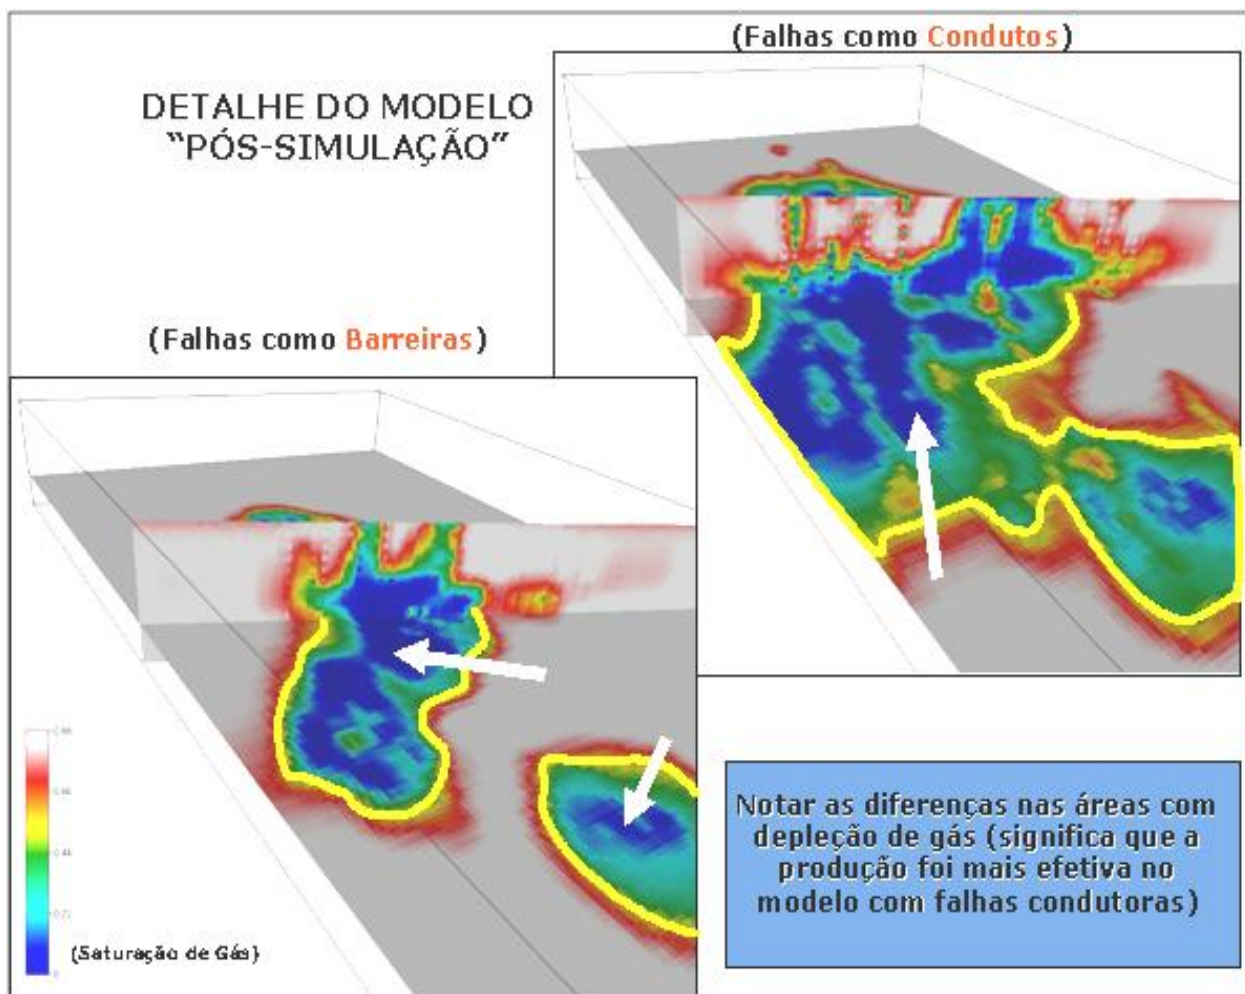 (Falhas como Condutos)
DETALHE DO MODELO
“PÓS-SIMULAÇÃO”
(Falhas como Barreiras)
(Saturação de Gás)
Notar as diferenças nas áreas com
depleção de gás (significa que a
produção foi mais efetiva no
modelo com falhas condutoras)